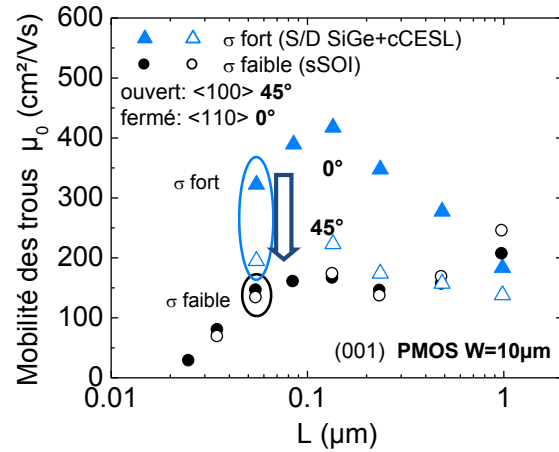 600
500
400
300
200
100
0
Mobilité des trous μ₀ (cm²/Vs)
σ fort (S/D SiGe+cCESL)
σ faible (sSOI)
ouvert: <100> 45°
fermé: <110> 0°
σ fort
0°
45°
σ faible
(001) PMOS W=10μm
0.01
0.1
1
L (μm)